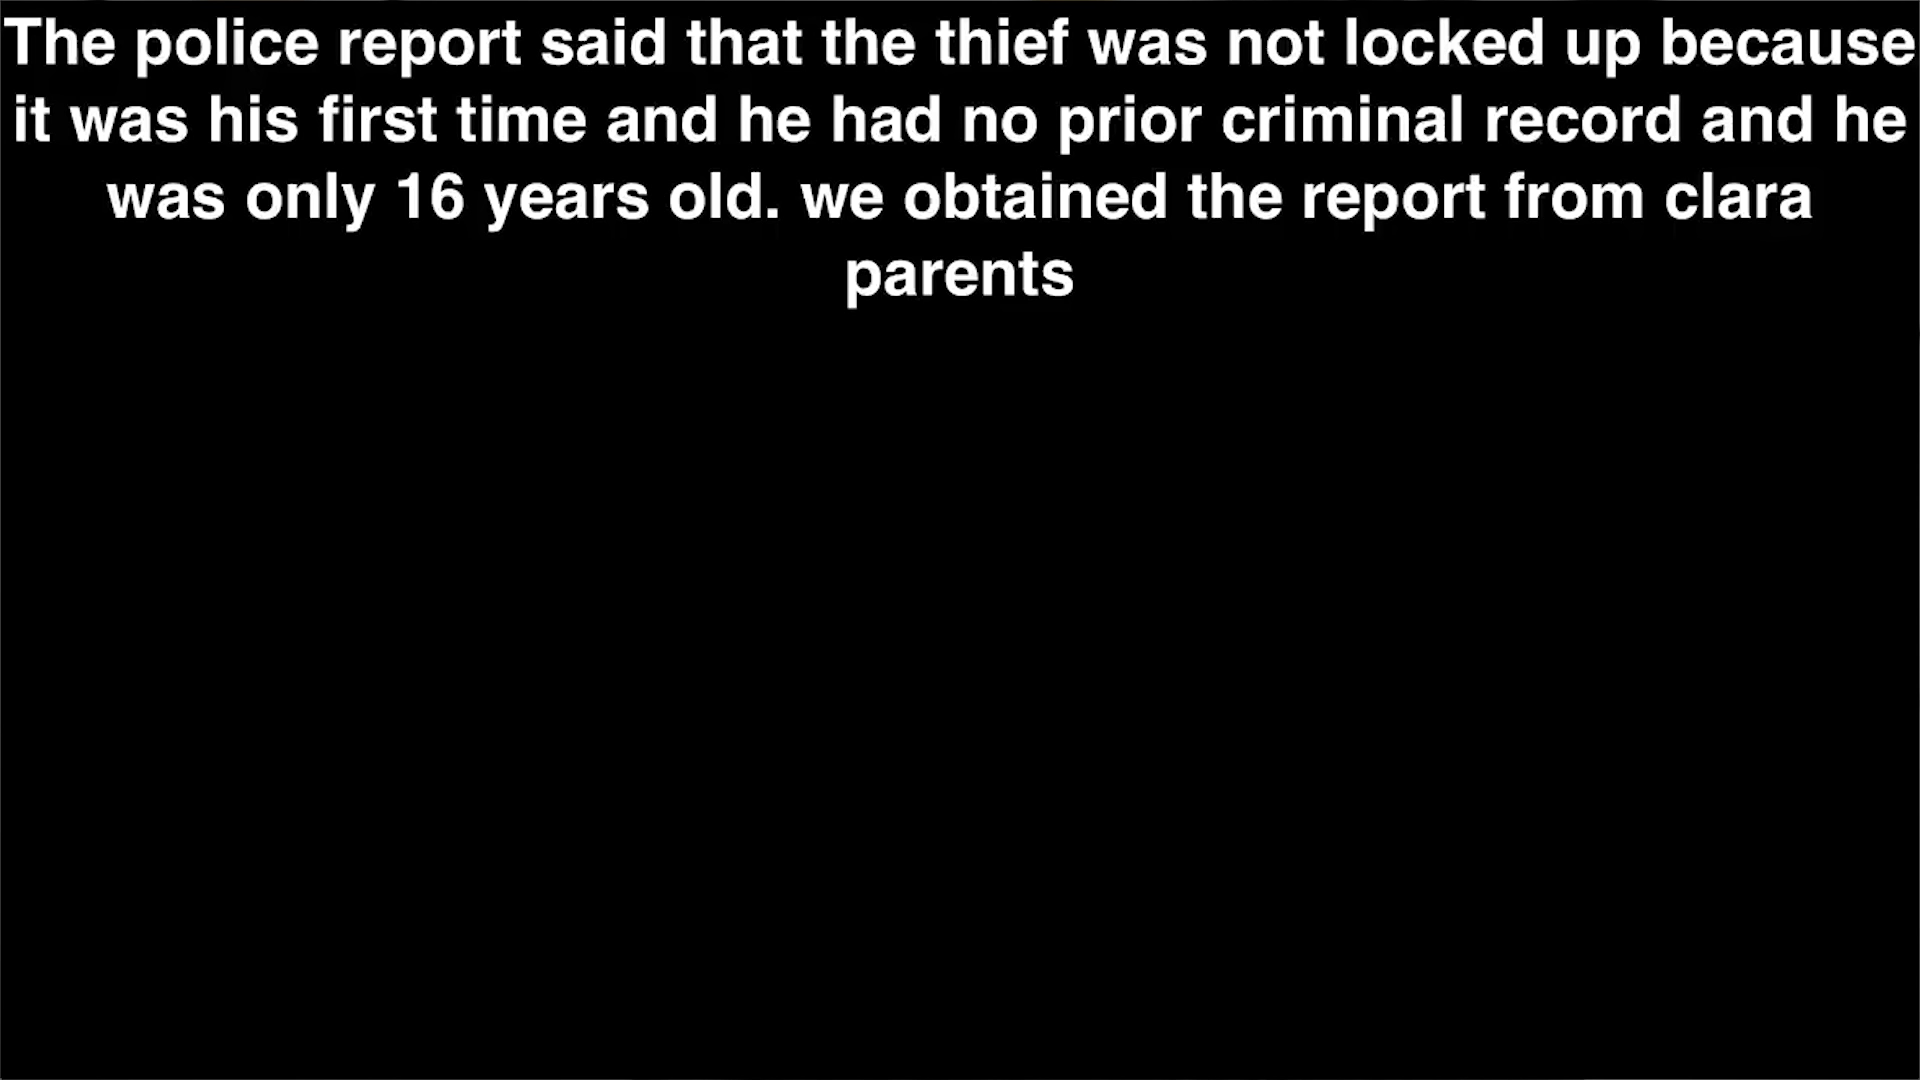 The police report said that the thief was not locked up because
it was his first time and he had no prior criminal record and he
was only 16 years old. we obtained the report from clara
parents